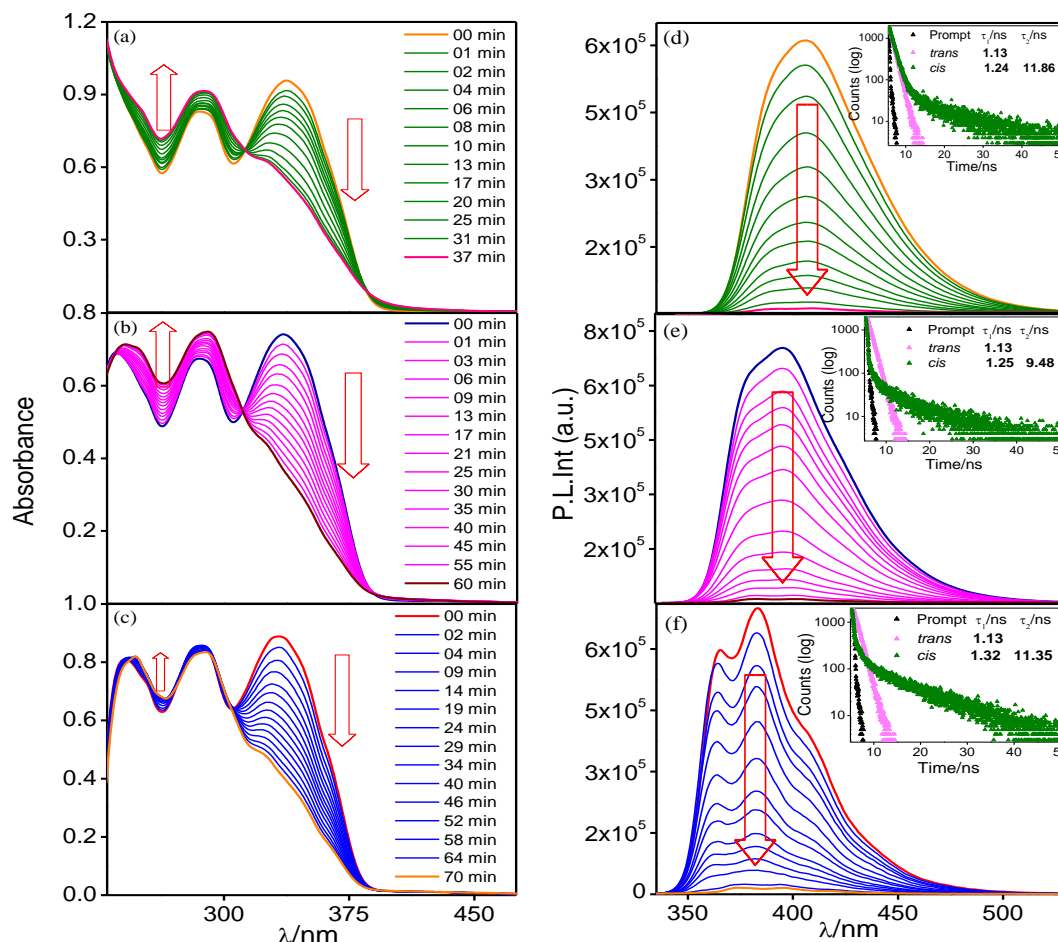 (a)
00 min
01 min
02 min
04 min
06 min
08 min
10 min
13 min
17 min
20 min
25 min
31 min
37 min
1.2
0.9
0.6
0.3
0.8
(b)
00 min
01 min
03 min
06 min
09 min
13 min
17 min
21 min
25 min
30 min
35 min
40 min
45 min
55 min
60 min
0.6
0.4
0.2
1.0
(c)
00 min
02 min
04 min
09 min
14 min
19 min
24 min
29 min
34 min
40 min
46 min
52 min
58 min
64 min
70 min
0.8
0.6
0.4
0.2
0.0
300 375 450
λ/nm
Absorbance
(d)
6x10⁵
5x10⁵
3x10⁵
2x10⁵
Prompt τ₁/ns τ₂/ns
trans 1.13
cis 1.24 11.86
Counts (log)
1000
100
10
10 20 30 40 50
Time/ns
(e)
8x10⁵
6x10⁵
5x10⁵
3x10⁵
2x10⁵
Prompt τ₁/ns τ₂/ns
trans 1.13
cis 1.25 9.48
Counts (log)
1000
100
10
10 20 30 40 50
Time/ns
(f)
6x10⁵
5x10⁵
3x10⁵
2x10⁵
0
Prompt τ₁/ns τ₂/ns
trans 1.13
cis 1.32 11.35
Counts (log)
1000
100
10
10 20 30 40 50
Time/ns
350 400 450 500
λ/nm
P.L.Int (a.u.)